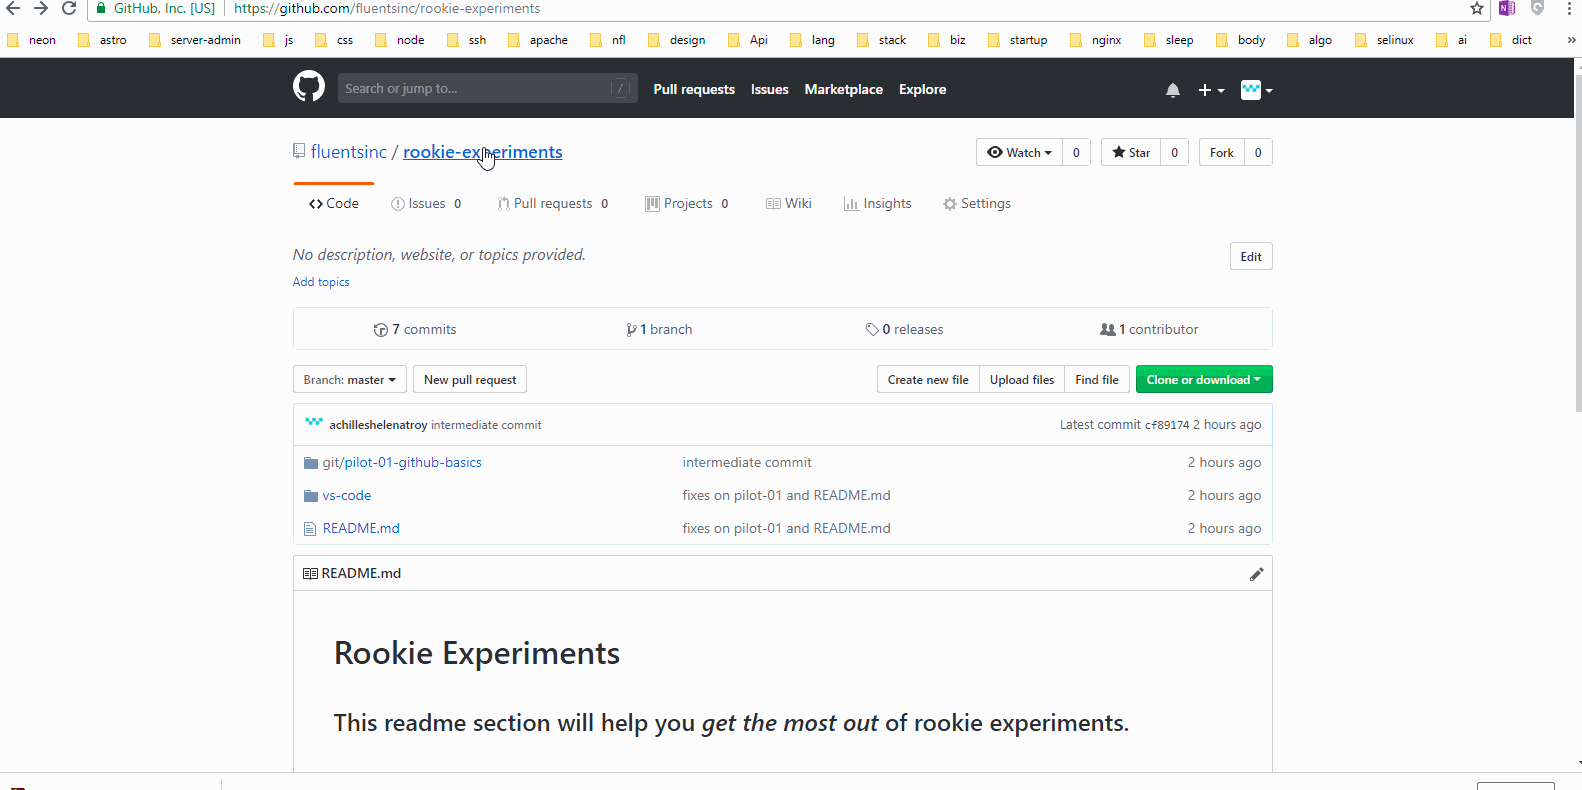 GitHub, Inc. [US] https://github.com/fluentsinc/rookie-experiments
neon astro server-admin js css node ssh apache nfl design Api lang stack biz startup nginx sleep body algo selinux ai dict »
Search or jump to... / Pull requests Issues Marketplace Explore
fluentsinc / rookie-experiments Watch 0 Star 0 Fork 0
Code Issues 0 Pull requests 0 Projects 0 Wiki Insights Settings
No description, website, or topics provided. Edit
Add topics
7 commits 1 branch 0 releases 1 contributor
Branch: master New pull request Create new file Upload files Find file Clone or download
achilleshelenatroy intermediate commit Latest commit cf89174 2 hours ago
git/pilot-01-github-basics intermediate commit 2 hours ago
vs-code fixes on pilot-01 and README.md 2 hours ago
README.md fixes on pilot-01 and README.md 2 hours ago
README.md
Rookie Experiments
This readme section will help you get the most out of rookie experiments.